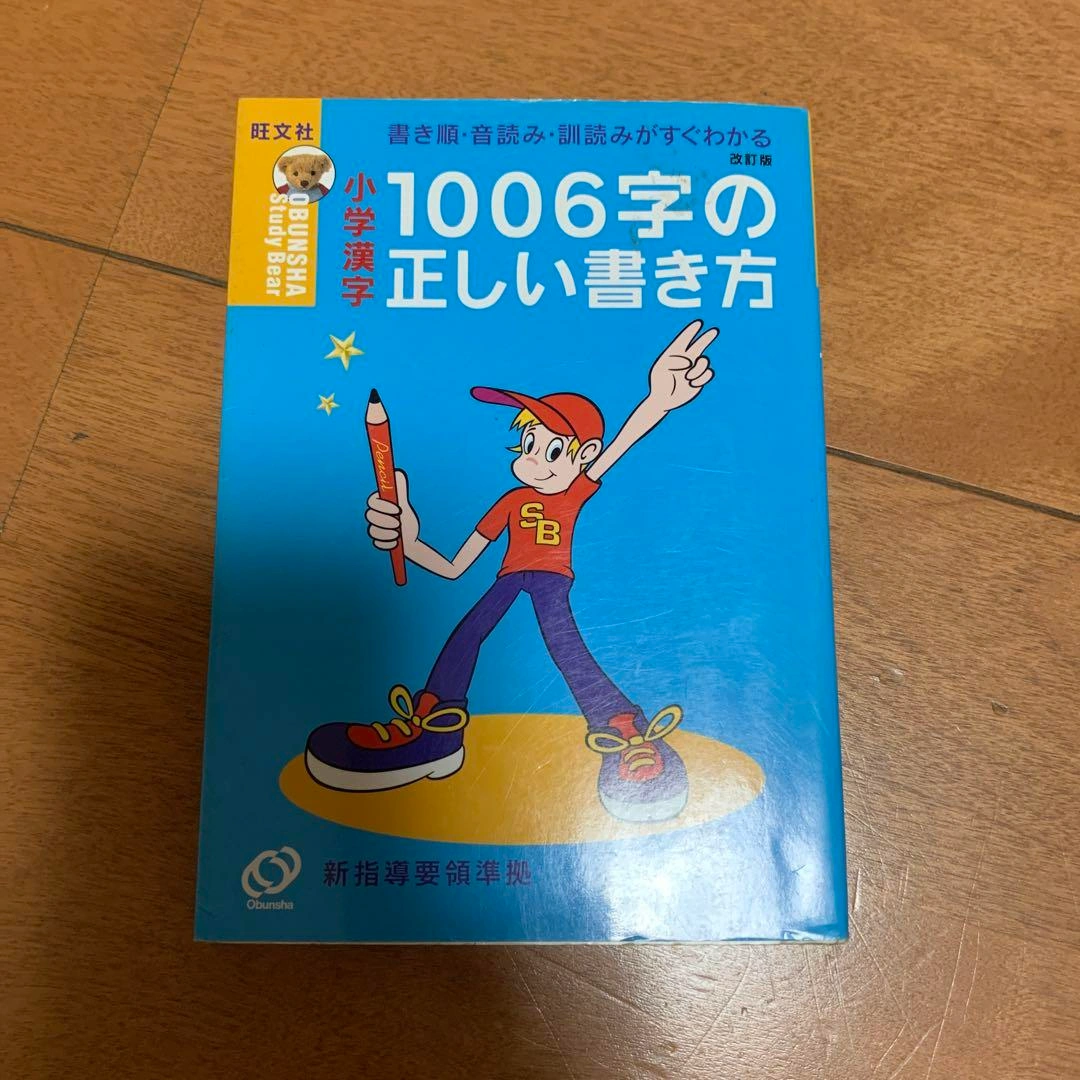 旺文社
OBUNSHA
Study Bear
書き順・音読み・訓読みがすぐわかる
改訂版
小学漢字
1006字の
正しい書き方
Pencil
SB
新指導要領準拠
Obunsha